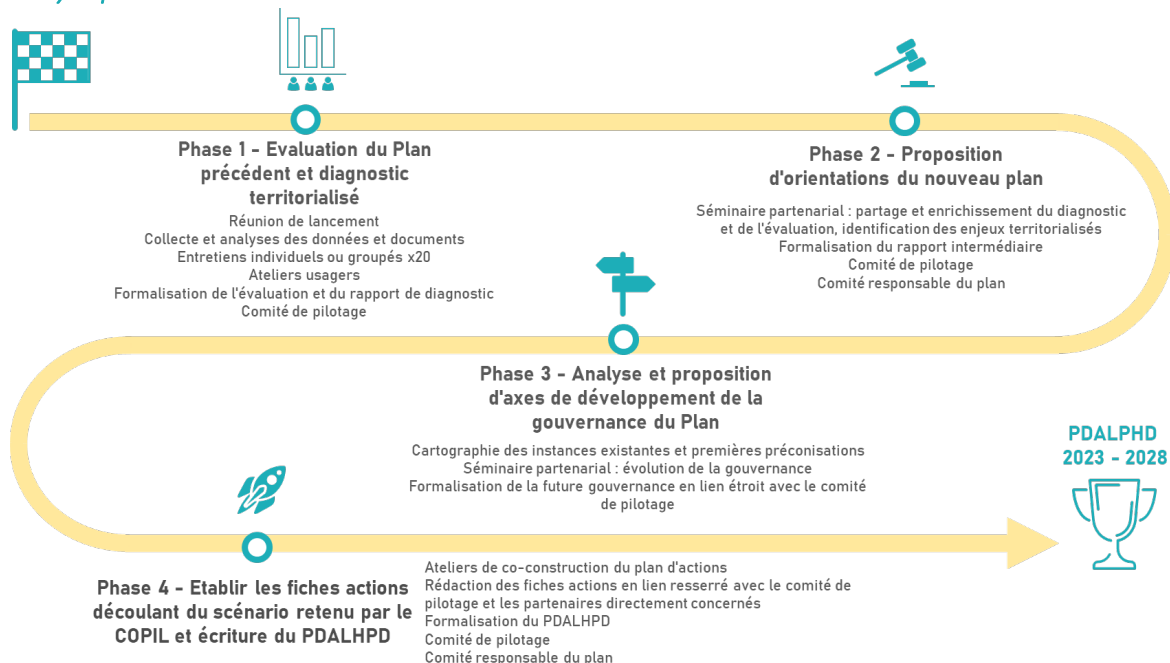 Phase 1 - Evaluation du Plan
précédent et diagnostic
territorialisé
Réunion de lancement
Collecte et analyses des données et documents
Entretiens individuels ou groupés x20
Ateliers usagers
Formalisation de l'évaluation et du rapport de diagnostic
Comité de pilotage
Phase 2 - Proposition
d'orientations du nouveau plan
Séminaire partenarial : partage et enrichissement du diagnostic
et de l'évaluation, identification des enjeux territorialisés
Formalisation du rapport intermédiaire
Comité de pilotage
Comité responsable du plan
Phase 3 - Analyse et proposition
d'axes de développement de la
gouvernance du Plan
Cartographie des instances existantes et premières préconisations
Séminaire partenarial : évolution de la gouvernance
Formalisation de la future gouvernance en lien étroit avec le comité
de pilotage
PDALPHD
2023 - 2028
Phase 4 - Etablir les fiches actions
découlant du scénario retenu par le
COPIL et écriture du PDALHPD
Ateliers de co-construction du plan d'actions
Rédaction des fiches actions en lien resserré avec le comité de
pilotage et les partenaires directement concernés
Formalisation du PDALHPD
Comité de pilotage
Comité responsable du plan